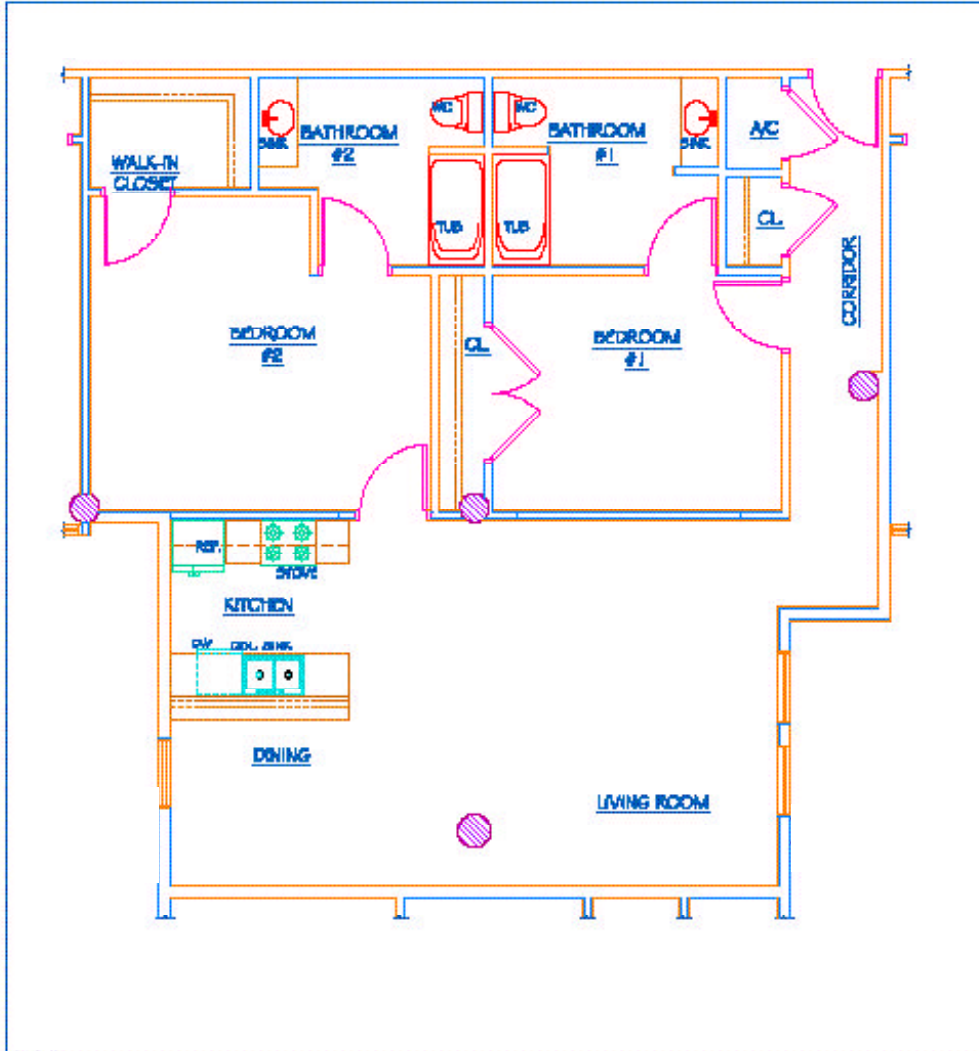 WC
WC
SINK
BATHROOM
#2
BATHROOM
#1
SINK
A/C
WALK-IN
CLOSET
TUB
TUB
CL.
CORRIDOR
BEDROOM
#2
CL.
BEDROOM
#1
REF.
STOVE
KITCHEN
DW
DBL. SINK
DINING
LIVING ROOM